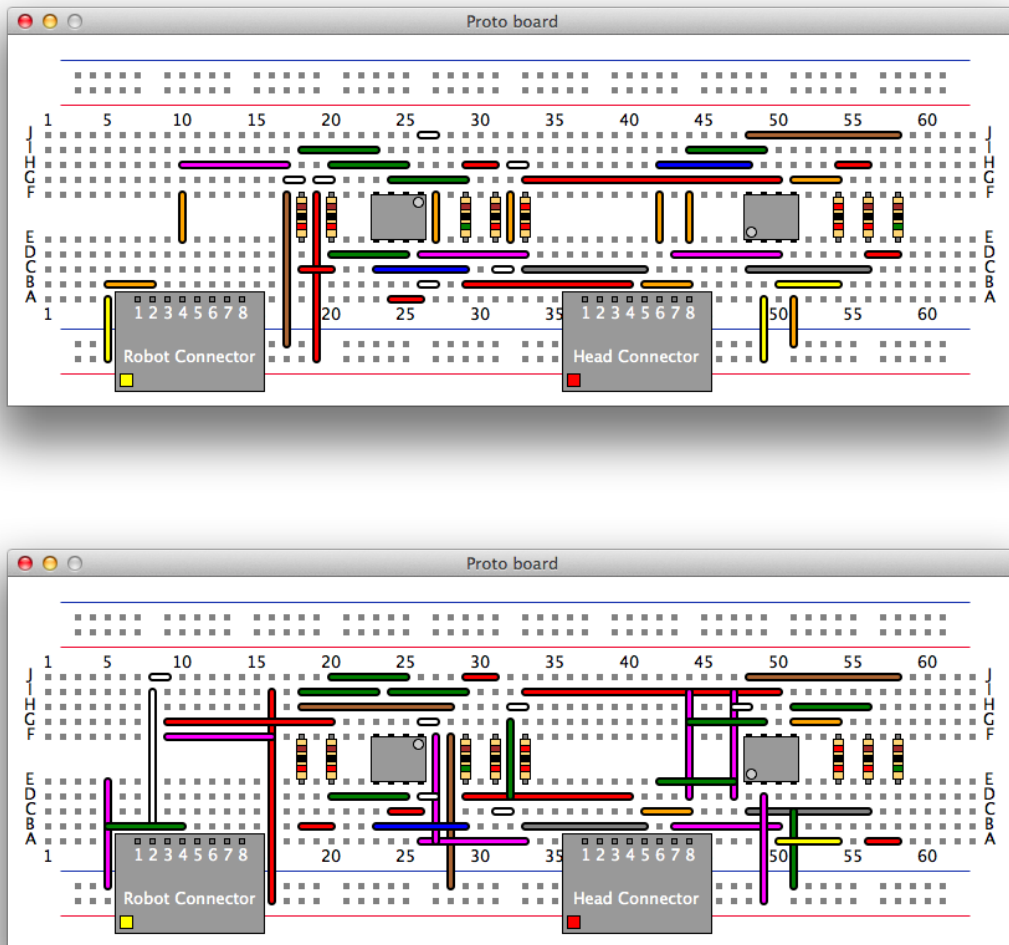 Proto board
1 5 10 15 20 25 30 35 40 45 50 55 60
J J
I I
H H
G G
F F
E E
D D
C C
B B
A A
1 2 3 4 5 6 7 8 1 2 3 4 5 6 7 8
1 20 25 30 35 50 55 60
Robot Connector Head Connector
Proto board
1 5 10 15 20 25 30 35 40 45 50 55 60
J J
I I
H H
G G
F F
E E
D D
C C
B B
A A
1 2 3 4 5 6 7 8 1 2 3 4 5 6 7 8
1 20 25 30 35 50 55 60
Robot Connector Head Connector